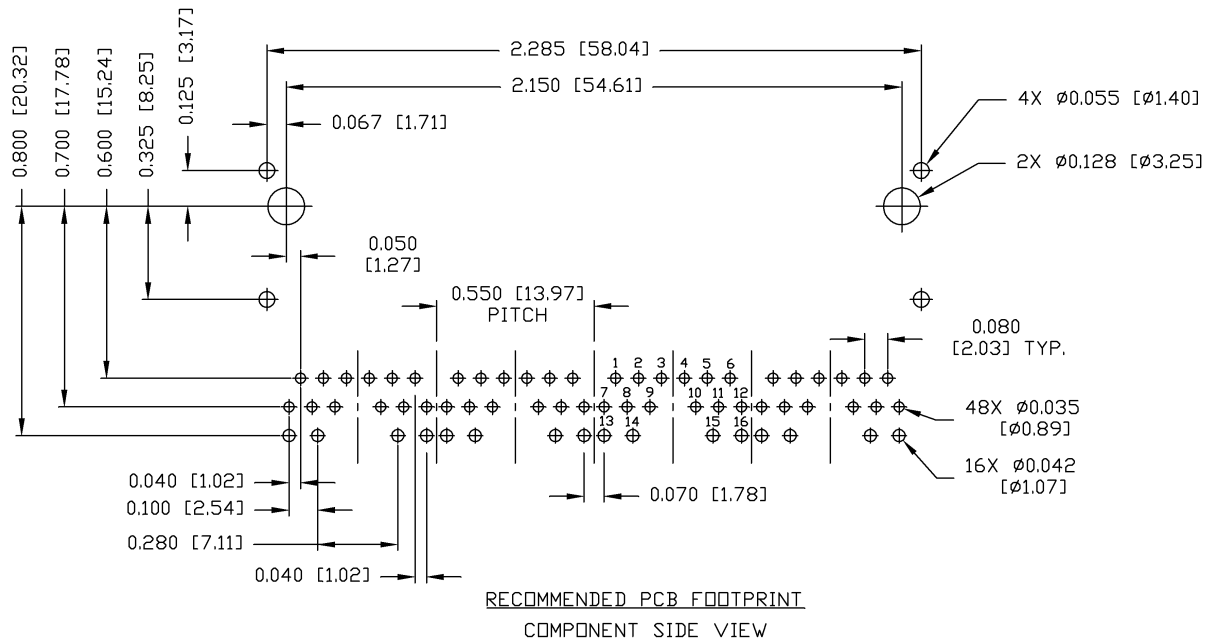 2.285 [58.04]
2.150 [54.61]
0.067 [1.71]
0.800 [20.32]
0.700 [17.78]
0.600 [15.24]
0.325 [8.25]
0.125 [3.17]
4X Ø0.055 [Ø1.40]
2X Ø0.128 [Ø3.25]
0.050
[1.27]
0.550 [13.97]
PITCH
0.080
[2.03] TYP.
1 2 3 4 5 6
7 8 9 10 11 12
13 14 15 16
48X Ø0.035
[Ø0.89]
16X Ø0.042
[Ø1.07]
0.040 [1.02]
0.100 [2.54]
0.070 [1.78]
0.280 [7.11]
0.040 [1.02]
RECOMMENDED PCB FOOTPRINT
COMPONENT SIDE VIEW